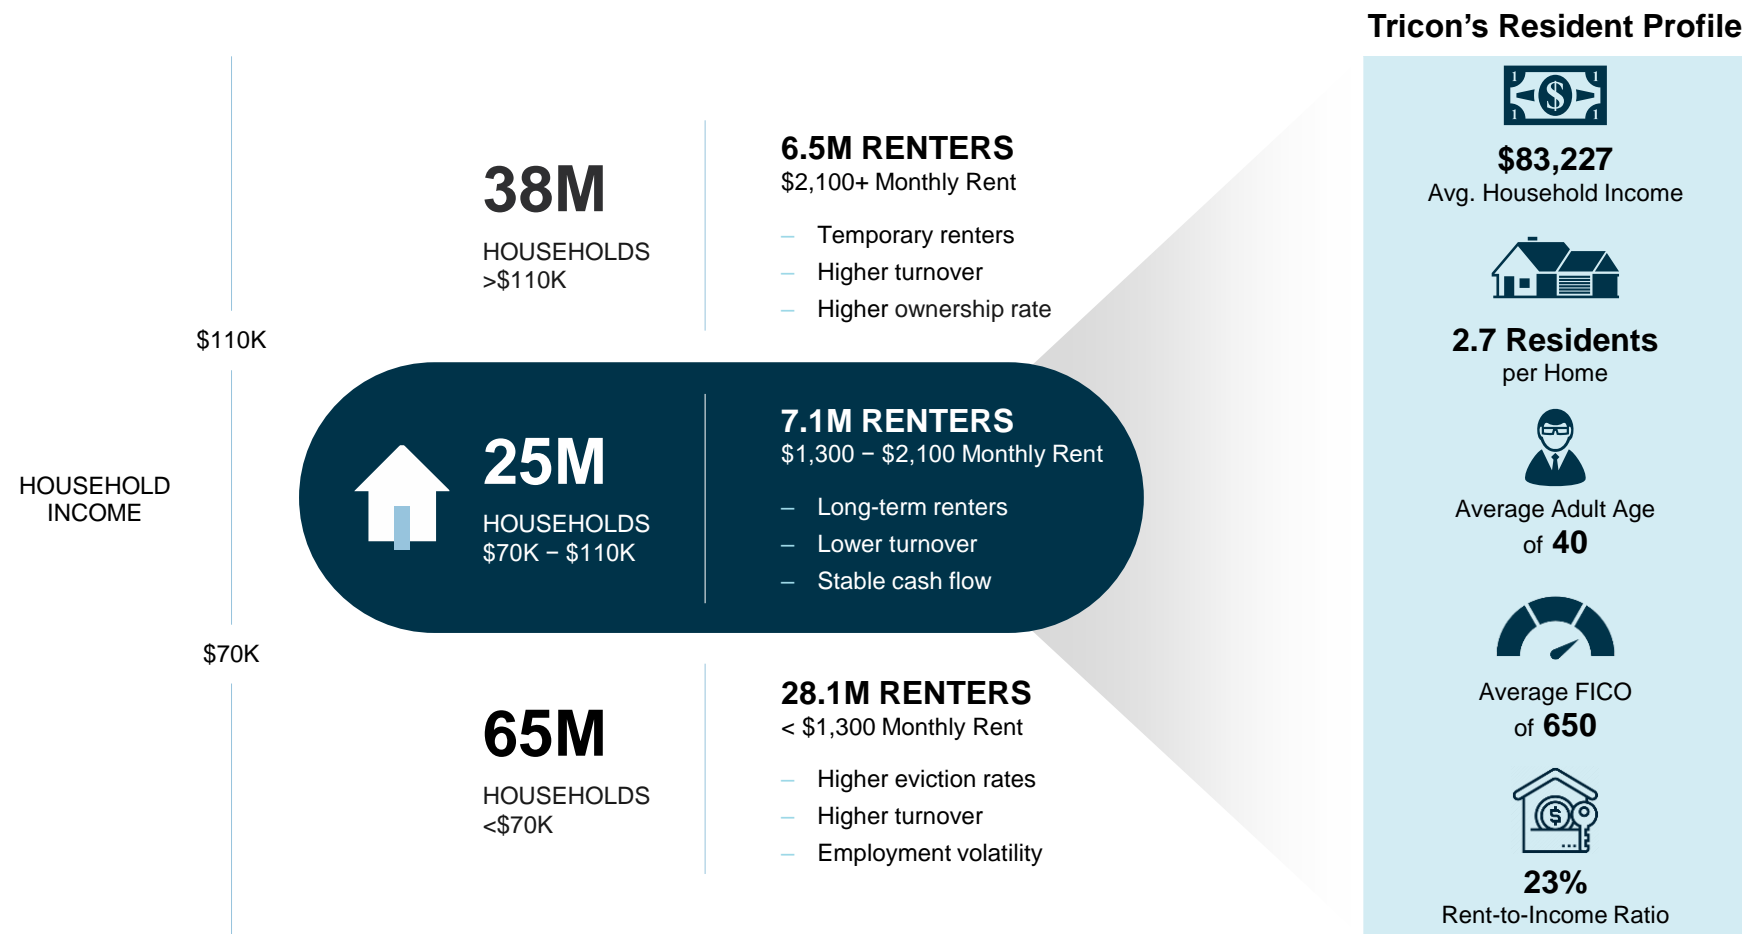 Tricon’s Resident Profile
HOUSEHOLD
INCOME
$110K
$70K
38M
HOUSEHOLDS
>$110K
6.5M RENTERS
$2,100+ Monthly Rent
– Temporary renters
– Higher turnover
– Higher ownership rate
25M
HOUSEHOLDS
$70K − $110K
7.1M RENTERS
$1,300 − $2,100 Monthly Rent
– Long-term renters
– Lower turnover
– Stable cash flow
65M
HOUSEHOLDS
<$70K
28.1M RENTERS
< $1,300 Monthly Rent
– Higher eviction rates
– Higher turnover
– Employment volatility
$83,227
Avg. Household Income
2.7 Residents
per Home
Average Adult Age
of 40
Average FICO
of 650
23%
Rent-to-Income Ratio